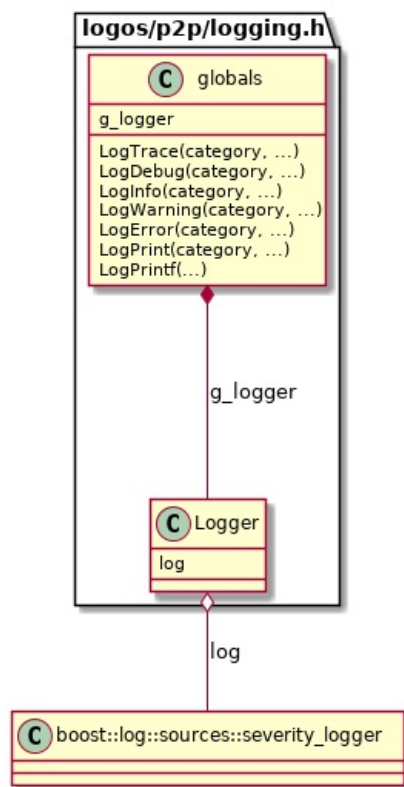 logos/p2p/logging.h
C globals
g_logger
LogTrace(category, ...)
LogDebug(category, ...)
LogInfo(category, ...)
LogWarning(category, ...)
LogError(category, ...)
LogPrint(category, ...)
LogPrintf(...)
g_logger
C Logger
log
log
C boost::log::sources::severity_logger